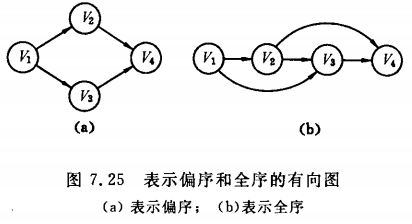 V₂
V₁
V₄
V₃
(a)
V₁
V₂
V₃
V₄
(b)
图 7.25 表示偏序和全序的有向图
(a) 表示偏序；(b)表示全序